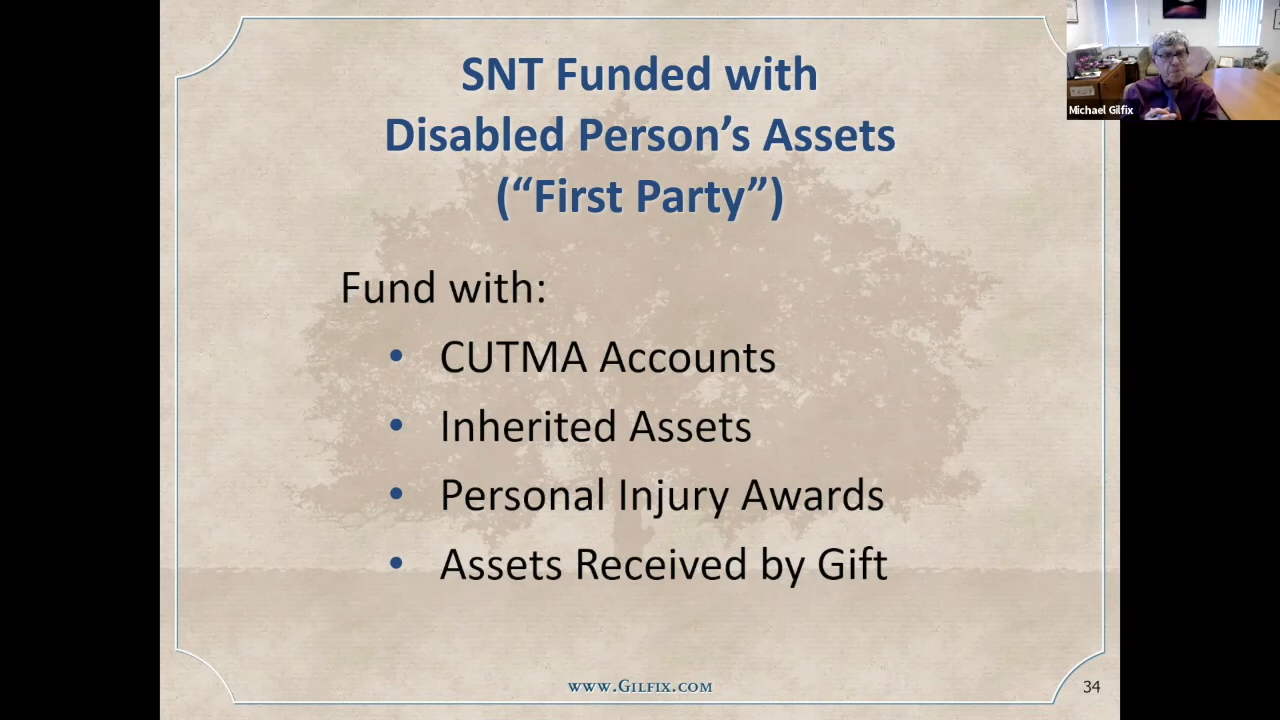 SNT Funded with
Disabled Person’s Assets
(“First Party”)
Michael Gilfix
Fund with:
• CUTMA Accounts
• Inherited Assets
• Personal Injury Awards
• Assets Received by Gift
www.Gilfix.com
34